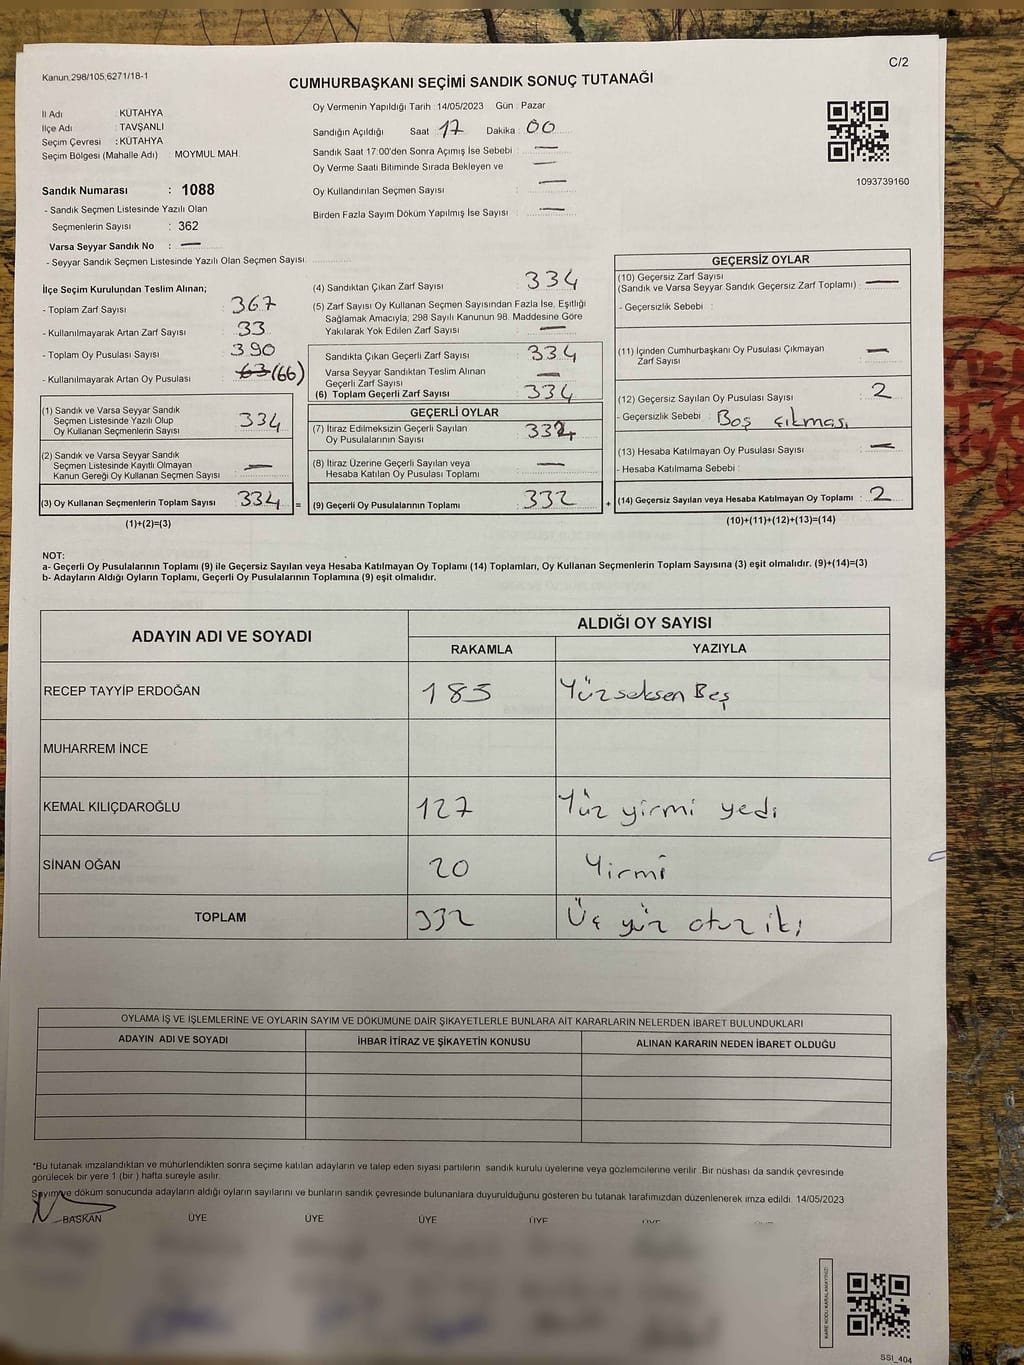 Kanun,298/105,6271/18-1
C/2
CUMHURBAŞKANI SEÇİMİ SANDIK SONUÇ TUTANAĞI
İl Adı : KÜTAHYA
İlçe Adı : TAVŞANLI
Seçim Çevresi : KÜTAHYA
Seçim Bölgesi (Mahalle Adı) : MOYMUL MAH.
Oy Vermenin Yapıldığı Tarih : 14/05/2023 Gün : Pazar
Sandığın Açıldığı Saat 17 Dakika : 00
Sandık Saat 17:00'den Sonra Açımış İse Sebebi : —
Oy Verme Saati Bitiminde Sırada Bekleyen ve —
Oy Kullandırılan Seçmen Sayısı : —
Birden Fazla Sayım Döküm Yapılmış İse Sayısı : —
1093739160
Sandık Numarası : 1088
- Sandık Seçmen Listesinde Yazılı Olan
Seçmenlerin Sayısı : 362
Varsa Seyyar Sandık No : —
- Seyyar Sandık Seçmen Listesinde Yazılı Olan Seçmen Sayısı:
İlçe Seçim Kurulundan Teslim Alınan;
- Toplam Zarf Sayısı : 367
- Kullanılmayarak Artan Zarf Sayısı : 33
- Toplam Oy Pusulası Sayısı : 390
- Kullanılmayarak Artan Oy Pusulası : 63 (66)
(1) Sandık ve Varsa Seyyar Sandık
Seçmen Listesinde Yazılı Olup
Oy Kullanan Seçmenlerin Sayısı : 334
(2) Sandık ve Varsa Seyyar Sandık
Seçmen Listesinde Kayıtlı Olmayan
Kanun Gereği Oy Kullanan Seçmen Sayısı : —
(3) Oy Kullanan Seçmenlerin Toplam Sayısı : 334 =
(1)+(2)=(3)
(4) Sandıktan Çıkan Zarf Sayısı : 334
(5) Zarf Sayısı Oy Kullanan Seçmen Sayısından Fazla İse, Eşitliği
Sağlamak Amacıyla; 298 Sayılı Kanunun 98. Maddesine Göre
Yakılarak Yok Edilen Zarf Sayısı : —
Sandıkta Çıkan Geçerli Zarf Sayısı : 334
Varsa Seyyar Sandıktan Teslim Alınan
Geçerli Zarf Sayısı : —
(6) Toplam Geçerli Zarf Sayısı : 334
GEÇERLİ OYLAR
(7) İtiraz Edilmeksizin Geçerli Sayılan
Oy Pusulalarının Sayısı :
(8) İtiraz Üzerine Geçerli Sayılan veya
Hesaba Katılan Oy Pusulası Toplamı : —
(9) Geçerli Oy Pusulalarının Toplamı : 332 +
GEÇERSİZ OYLAR
(10) Geçersiz Zarf Sayısı
(Sandık ve Varsa Seyyar Sandık Geçersiz Zarf Toplamı) : —
- Geçersizlik Sebebi :
(11) İçinden Cumhurbaşkanı Oy Pusulası Çıkmayan
Zarf Sayısı : —
(12) Geçersiz Sayılan Oy Pusulası Sayısı : 2
- Geçersizlik Sebebi : Boş çıkması
(13) Hesaba Katılmayan Oy Pusulası Sayısı : —
- Hesaba Katılmama Sebebi :
(14) Geçersiz Sayılan veya Hesaba Katılmayan Oy Toplamı : 2
(10)+(11)+(12)+(13)=(14)
NOT:
a- Geçerli Oy Pusulalarının Toplamı (9) ile Geçersiz Sayılan veya Hesaba Katılmayan Oy Toplamı (14) Toplamları, Oy Kullanan Seçmenlerin Toplam Sayısına (3) eşit olmalıdır. (9)+(14)=(3)
b- Adayların Aldığı Oyların Toplamı, Geçerli Oy Pusulalarının Toplamına (9) eşit olmalıdır.
ADAYIN ADI VE SOYADI
ALDIĞI OY SAYISI
RAKAMLA YAZIYLA
RECEP TAYYİP ERDOĞAN 185 Yüzseksen Beş
MUHARREM İNCE
KEMAL KILIÇDAROĞLU 127 Yüz yirmi yedi
SİNAN OĞAN 20 Yirmi
TOPLAM 332 Üç yüz otuz iki
OYLAMA İŞ VE İŞLEMLERİNE VE OYLARIN SAYIM VE DÖKÜMÜNE DAİR ŞİKAYETLERLE BUNLARA AİT KARARLARIN NELERDEN İBARET BULUNDUKLARI
ADAYIN ADI VE SOYADI İHBAR İTİRAZ VE ŞİKAYETİN KONUSU ALINAN KARARIN NEDEN İBARET OLDUĞU
*Bu tutanak imzalandıktan ve mühürlendikten sonra seçime katılan adayların ve talep eden siyasi partilerin sandık kurulu üyelerine veya gözlemcilerine verilir. Bir nüshası da sandık çevresinde
görülecek bir yere 1 (bir) hafta süreyle asılır.
Sayım ve döküm sonucunda adayların aldığı oyların sayılarını ve bunların sandık çevresinde bulunanlara duyurulduğunu gösteren bu tutanak tarafımızdan düzenlenerek imza edildi. 14/05/2023
BAŞKAN ÜYE ÜYE ÜYE ÜYE
KARE KODU KARALAMAYINIZ!
SSI_404